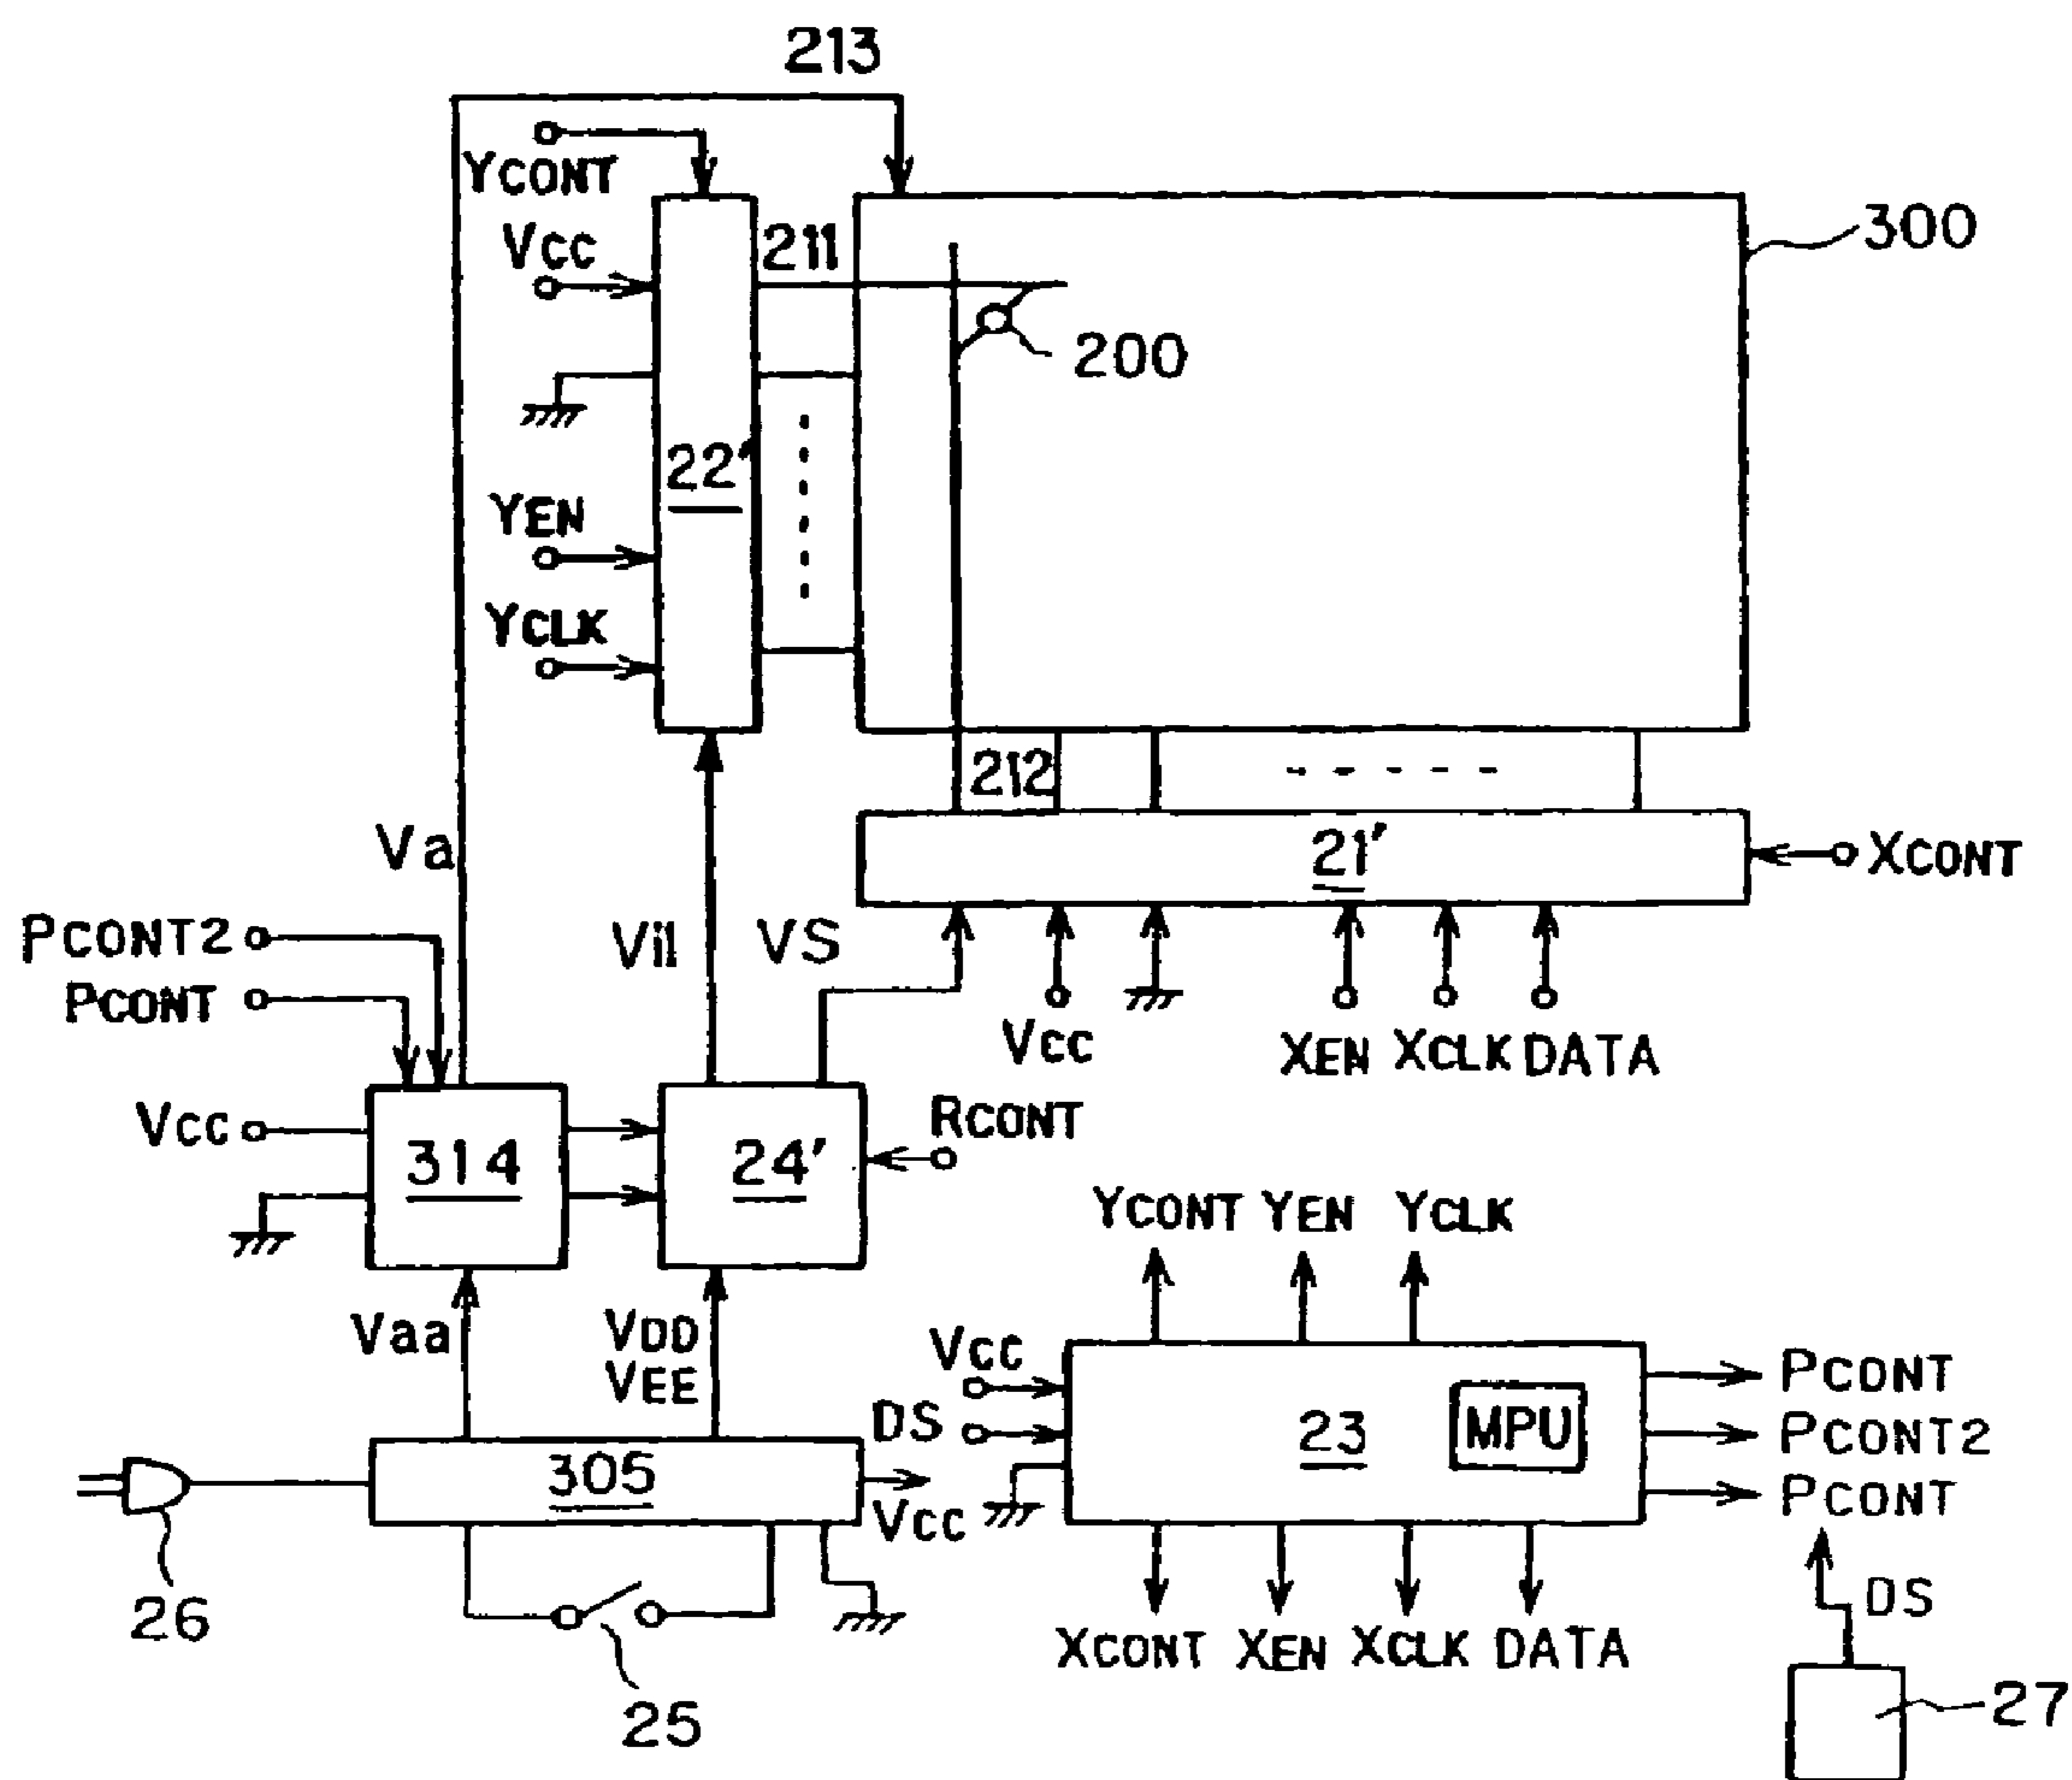 213
YCONT
VCC
211
300
200
22'
YEN
YCLK
212
21'
XCONT
Va
PCONT2
Vil
VS
PCONT
VCC
XEN XCLK DATA
VCC
314
24'
RCONT
YCONT YEN YCLK
Vaa
VDD
VEE
VCC
DS
23
MPU
PCONT
PCONT2
PCONT
305
VCC
DS
26
25
XCONT XEN XCLK DATA
27